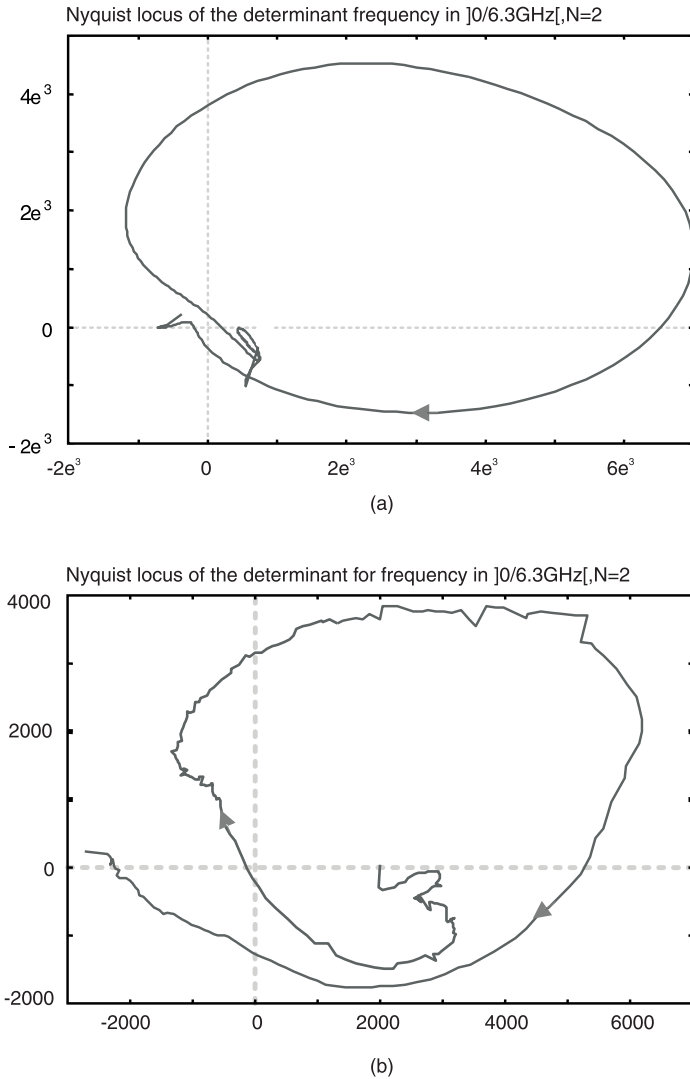 Nyquist locus of the determinant frequency in ]0/6.3GHz[,N=2
4e³
2e³
0
- 2e³
-2e³ 0 2e³ 4e³ 6e³
(a)
Nyquist locus of the determinant for frequency in ]0/6.3GHz[,N=2
4000
2000
0
-2000
-2000 0 2000 4000 6000
(b)